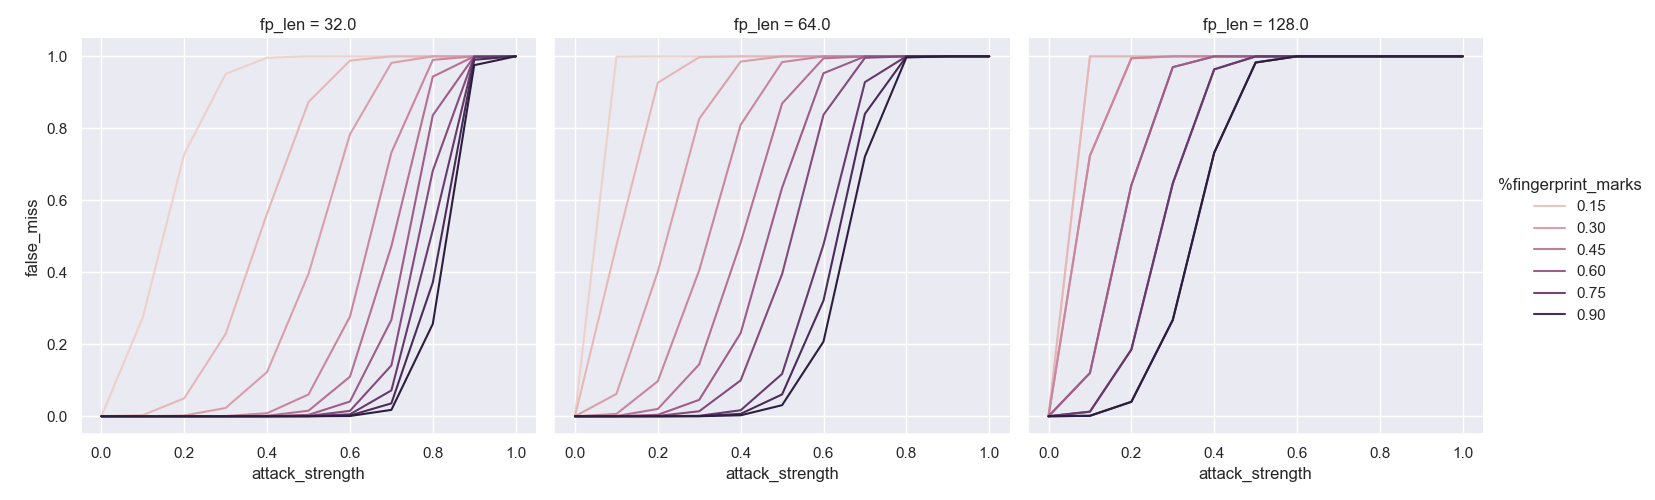 fp_len = 32.0
fp_len = 64.0
fp_len = 128.0
1.0
0.8
0.6
0.4
0.2
0.0
false_miss
0.0 0.2 0.4 0.6 0.8 1.0
attack_strength
0.0 0.2 0.4 0.6 0.8 1.0
attack_strength
0.0 0.2 0.4 0.6 0.8 1.0
attack_strength
%fingerprint_marks
0.15
0.30
0.45
0.60
0.75
0.90